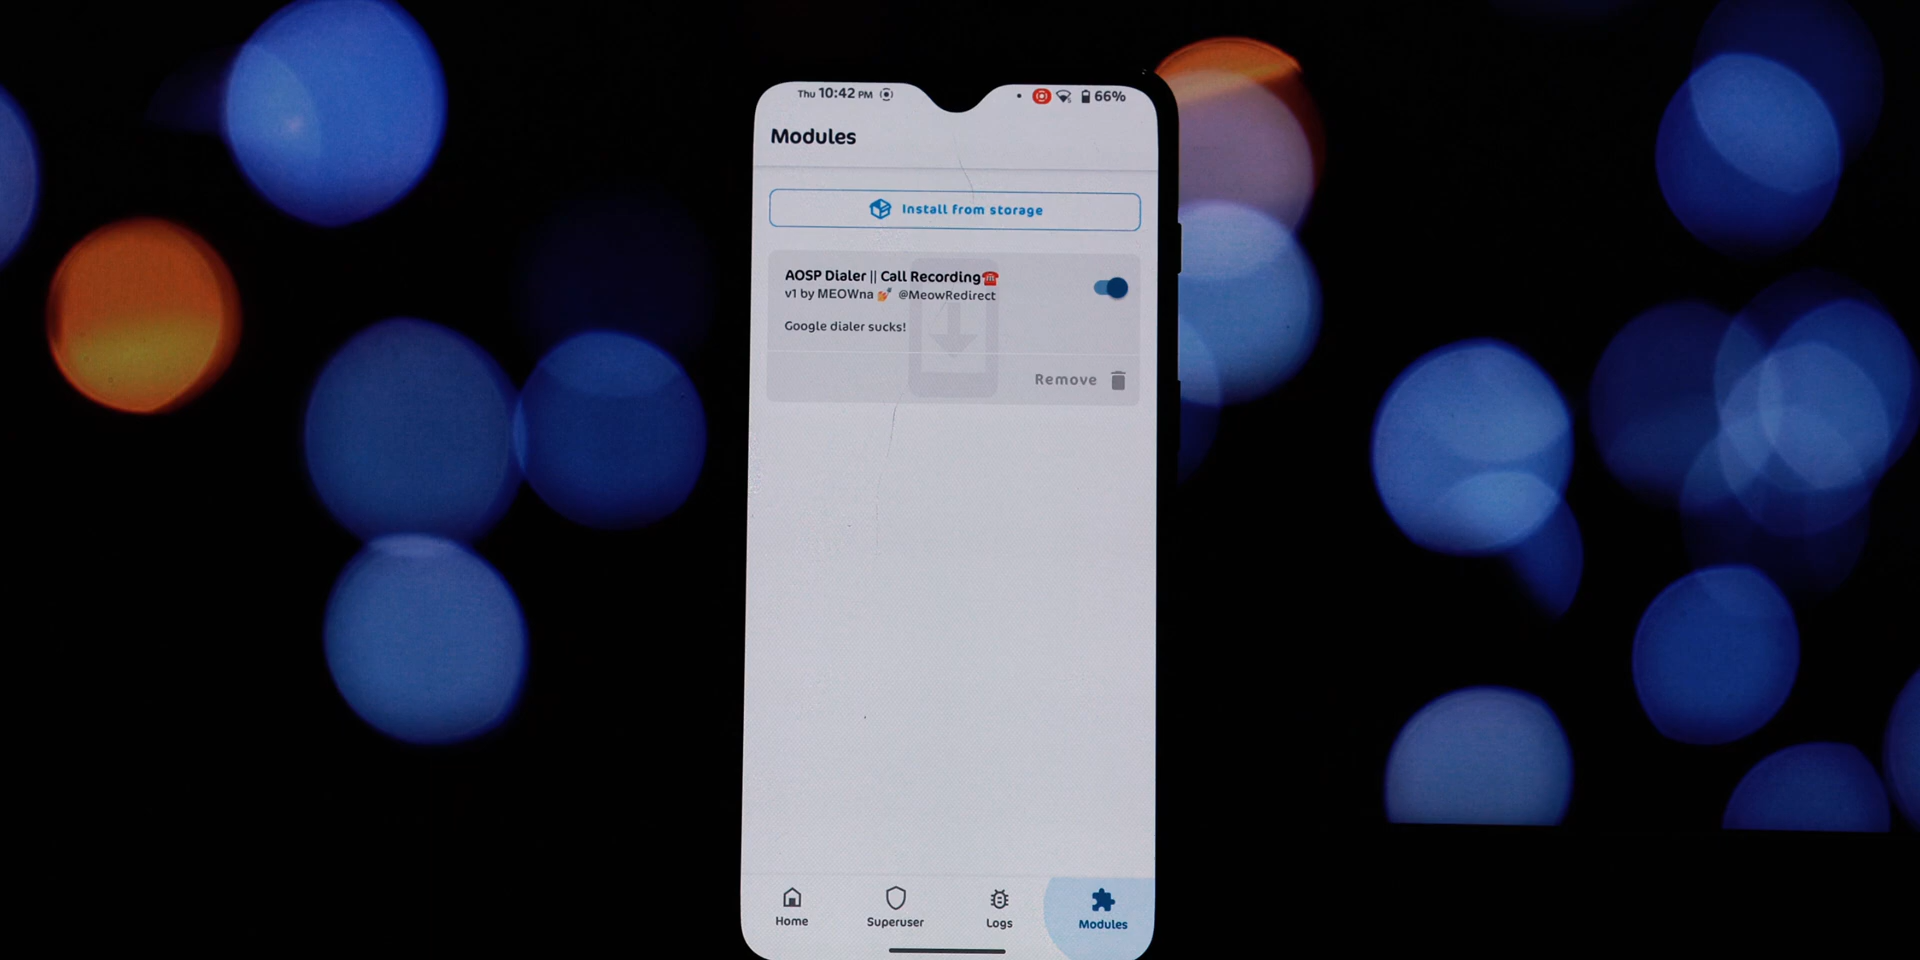 Thu 10:42 PM 66%
Modules
Install from storage
AOSP Dialer || Call Recording☎️
v1 by MEOWna 💅 @MeowRedirect
Google dialer sucks!
Remove
Home Superuser Logs Modules